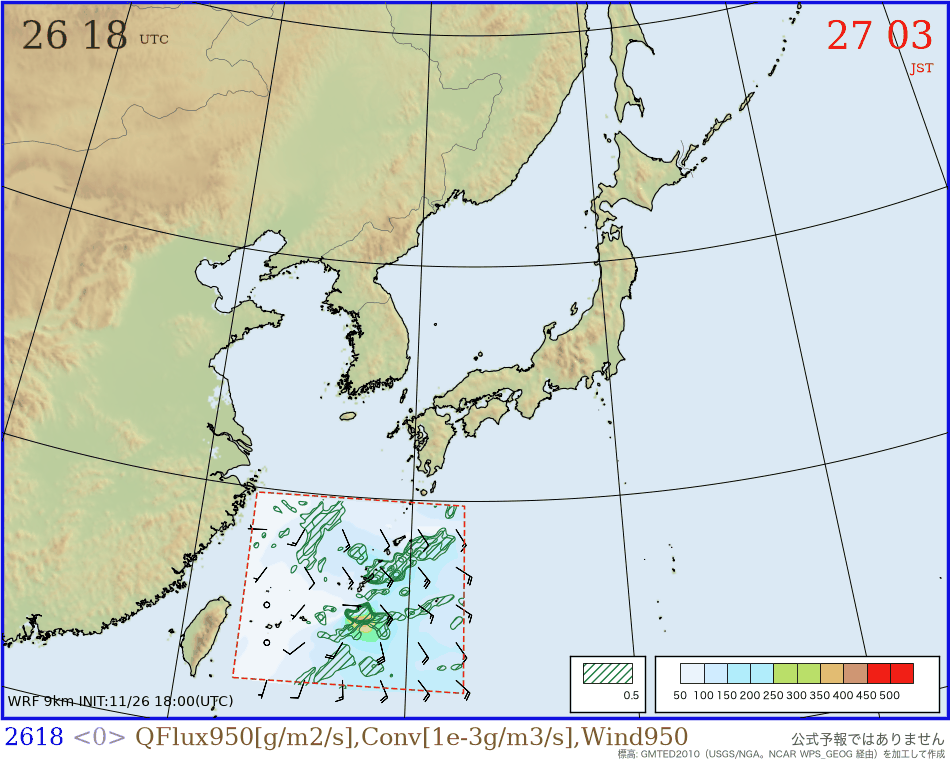 26 18 UTC
27 03
JST
0.5
50 100 150 200 250 300 350 400 450 500
WRF 9km INIT:11/26 18:00(UTC)
2618 <0> QFlux950[g/m2/s],Conv[1e-3g/m3/s],Wind950
公式予報ではありません
標高: GMTED2010（USGS/NGA。NCAR WPS_GEOG 経由）を加工して作成